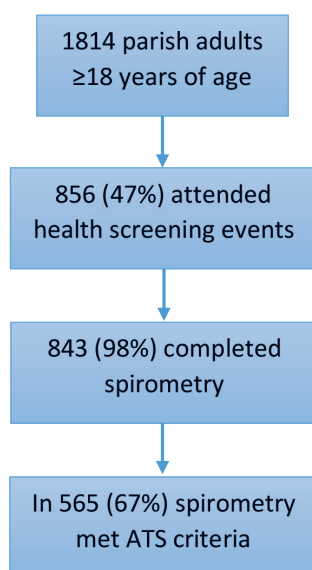 1814 parish adults
≥18 years of age
856 (47%) attended
health screening events
843 (98%) completed
spirometry
In 565 (67%) spirometry
met ATS criteria